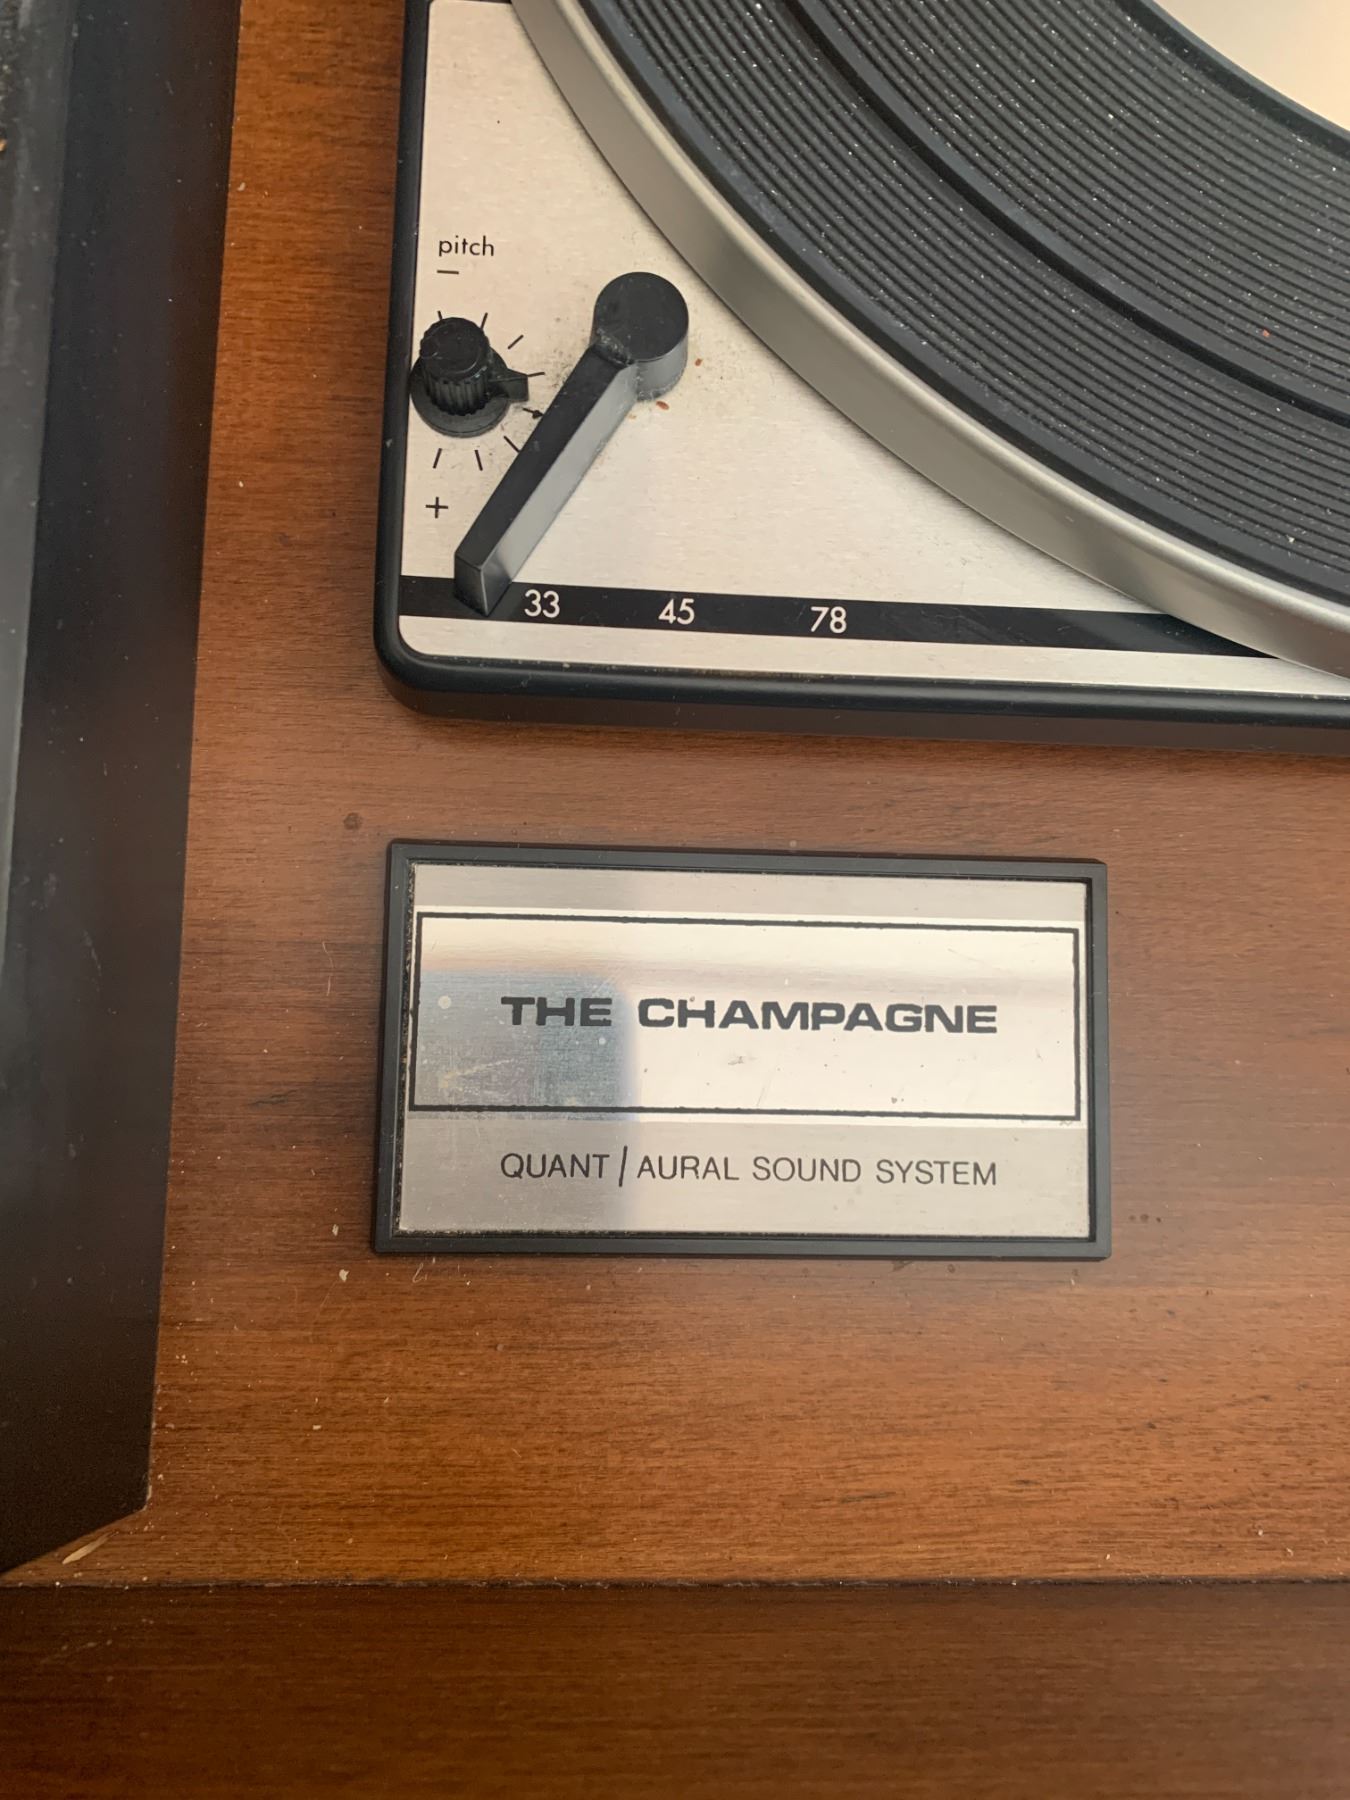 pitch
−
+
33 45 78
THE CHAMPAGNE
QUANT/AURAL SOUND SYSTEM